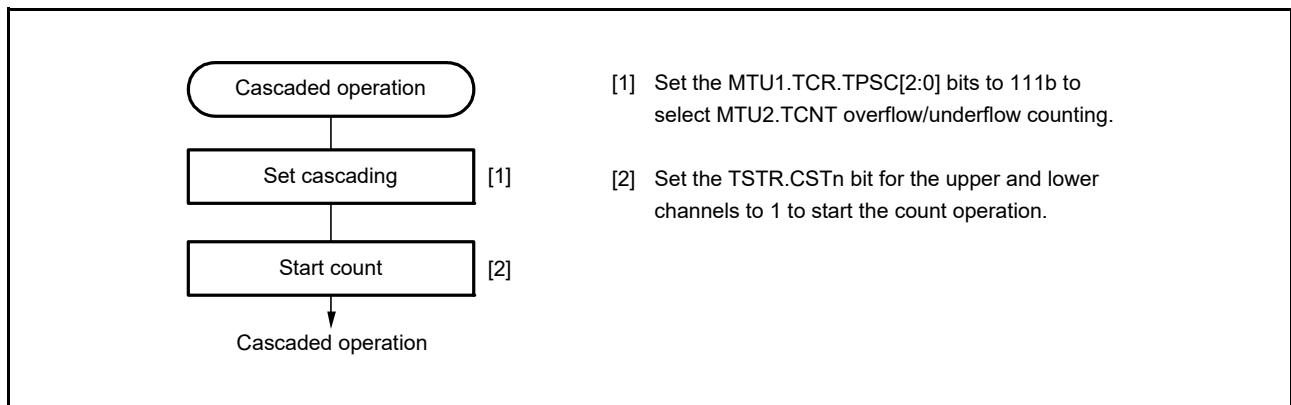 Cascaded operation
Set cascading [1]
Start count [2]
Cascaded operation
[1] Set the MTU1.TCR.TPSC[2:0] bits to 111b to
select MTU2.TCNT overflow/underflow counting.
[2] Set the TSTR.CSTn bit for the upper and lower
channels to 1 to start the count operation.